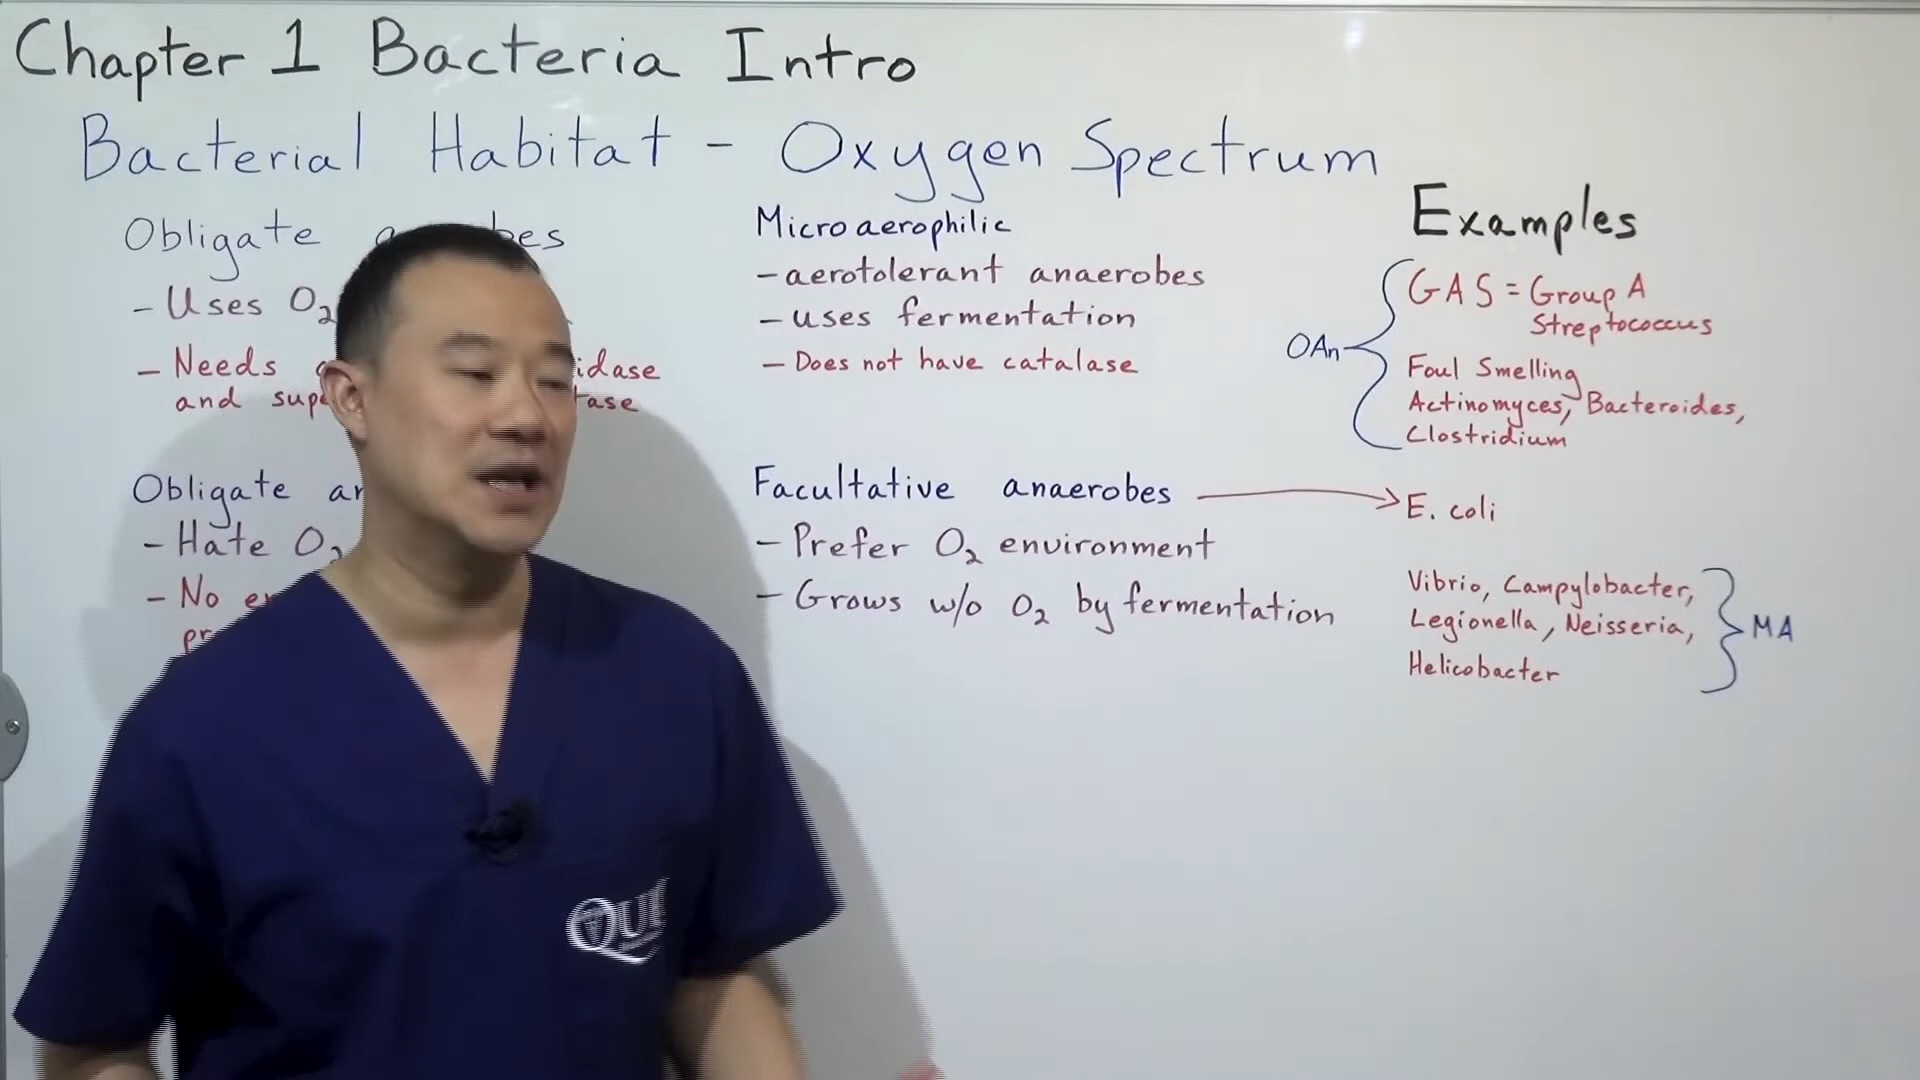 Chapter 1 Bacteria Intro
Bacterial Habitat - Oxygen Spectrum
Obligate
- Uses O2
- Needs
and
Obligate
- Hate O2
- No
Microaerophilic
- aerotolerant anaerobes
- uses fermentation
- Does not have catalase
Facultative anaerobes
- Prefer O2 environment
- Grows w/o O2 by fermentation
Examples
OAn
GAS = Group A
Streptococcus
Foul Smelling
Actinomyces, Bacteroides,
Clostridium
E. coli
Vibrio, Campylobacter,
Legionella, Neisseria,
Helicobacter
MA